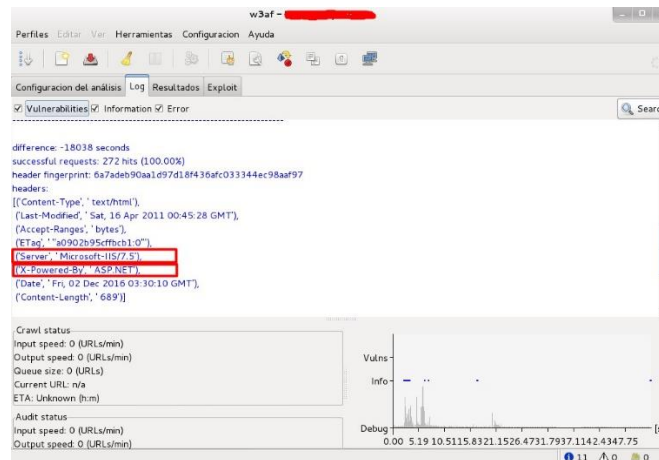 w3af -
Perfiles Editar Ver Herramientas Configuracion Ayuda
Configuracion del análisis Log Resultados Exploit
Vulnerabilities Information Error
Searc
difference: -18038 seconds
successful requests: 272 hits (100.00%)
header fingerprint: 6a7adeb90aa1d97d18f436afc033344ec98aaf97
headers:
[('Content-Type', ' text/html'),
('Last-Modified', ' Sat, 16 Apr 2011 00:45:28 GMT'),
('Accept-Ranges', ' bytes'),
('ETag', ' "a0902b95cffbcb1:0"'),
('Server', ' Microsoft-IIS/7.5'),
('X-Powered-By', ' ASP.NET'),
('Date', ' Fri, 02 Dec 2016 03:30:10 GMT'),
('Content-Length', ' 689')]
Crawl status
Input speed: 0 (URLs/min)
Output speed: 0 (URLs/min)
Queue size: 0 (URLs)
Current URL: n/a
ETA: Unknown (h:m)
Audit status
Input speed: 0 (URLs/min)
Output speed: 0 (URLs/min)
Vulns
Info
Debug
0.00 5.19 10.5115.8321.1526.4731.7937.1142.4347.75
11 0 0